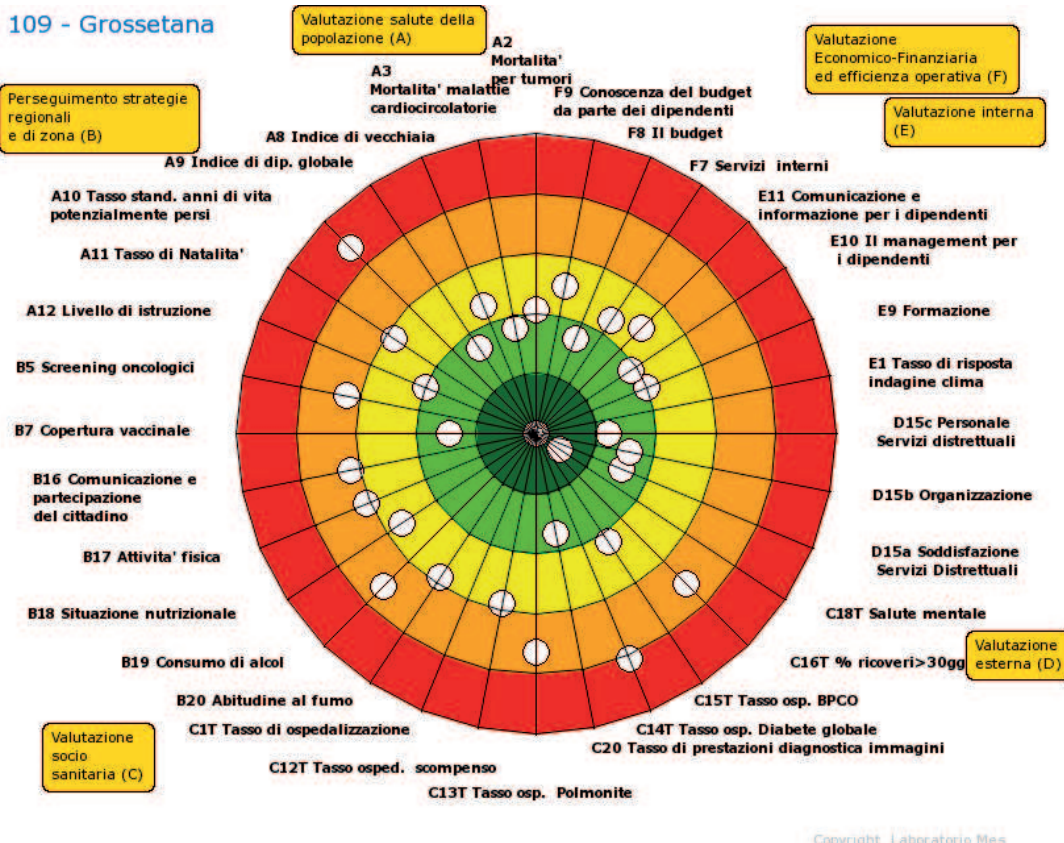 109 - Grossetana
Valutazione salute della
popolazione (A)
Valutazione
Economico-Finanziaria
ed efficienza operativa (F)
Valutazione interna
(E)
Perseguimento strategie
regionali
e di zona (B)
A2
Mortalita'
per tumori
A3
Mortalita' malattie
cardiocircolatorie
F9 Conoscenza del budget
da parte dei dipendenti
A8 Indice di vecchiaia
F8 Il budget
A9 Indice di dip. globale
F7 Servizi interni
A10 Tasso stand. anni di vita
potenzialmente persi
E11 Comunicazione e
informazione per i dipendenti
A11 Tasso di Natalita'
E10 Il management per
i dipendenti
A12 Livello di istruzione
E9 Formazione
B5 Screening oncologici
E1 Tasso di risposta
indagine clima
B7 Copertura vaccinale
D15c Personale
Servizi distrettuali
B16 Comunicazione e
partecipazione
del cittadino
D15b Organizzazione
B17 Attivita' fisica
D15a Soddisfazione
Servizi Distrettuali
B18 Situazione nutrizionale
C18T Salute mentale
B19 Consumo di alcol
C16T % ricoveri>30gg
Valutazione
esterna (D)
B20 Abitudine al fumo
C15T Tasso osp. BPCO
C1T Tasso di ospedalizzazione
C14T Tasso osp. Diabete globale
Valutazione
socio
sanitaria (C)
C20 Tasso di prestazioni diagnostica immagini
C12T Tasso osped. scompenso
C13T Tasso osp. Polmonite
Copyright Laboratorio Mes